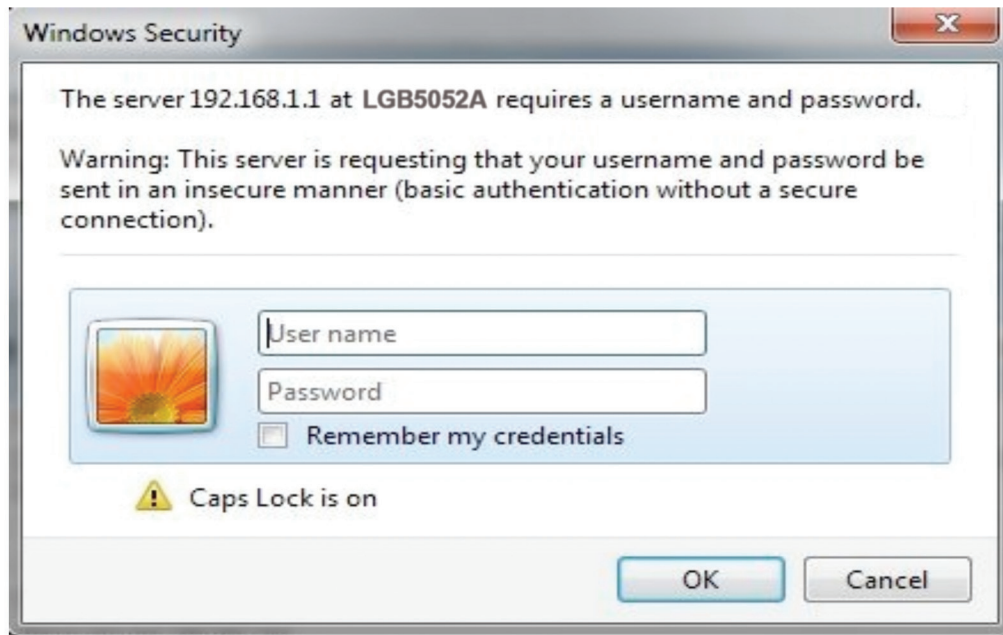 Windows Security
The server 192.168.1.1 at LGB5052A requires a username and password.
Warning: This server is requesting that your username and password be
sent in an insecure manner (basic authentication without a secure
connection).
User name
Password
Remember my credentials
Caps Lock is on
OK
Cancel